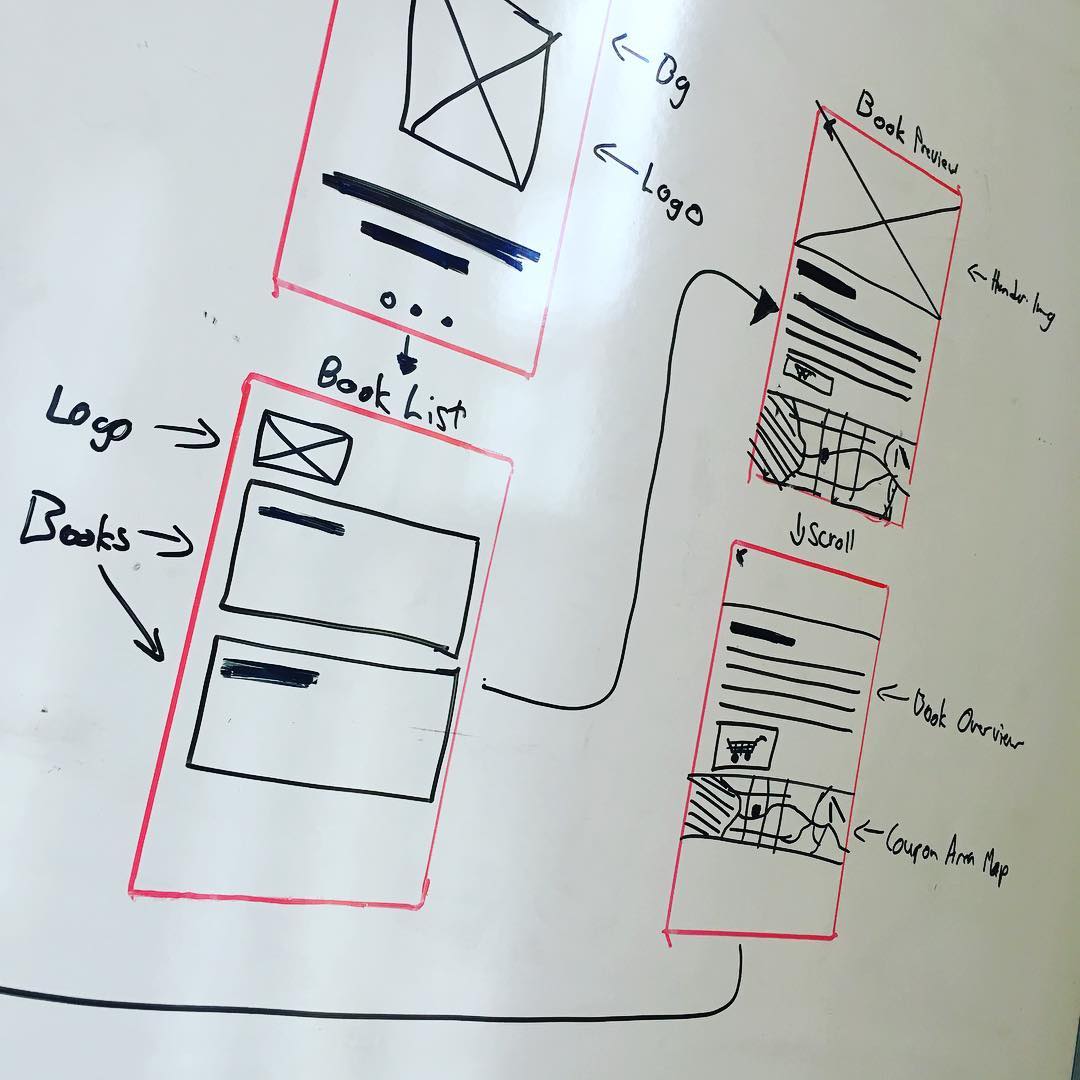 Bg
Logo
Book Preview
Header Img
Book List
Logo
Books
Scroll
Book Overview
Coupon Area Map